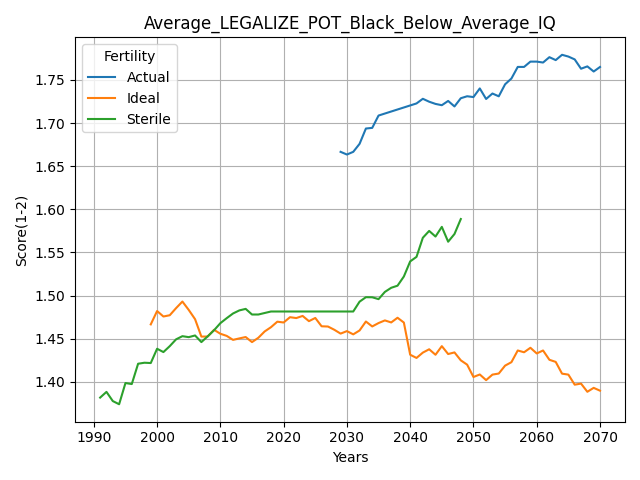 Average_LEGALIZE_POT_Black_Below_Average_IQ
Fertility
Actual
Ideal
Sterile
Score(1-2)
1.75
1.70
1.65
1.60
1.55
1.50
1.45
1.40
1990 2000 2010 2020 2030 2040 2050 2060 2070
Years